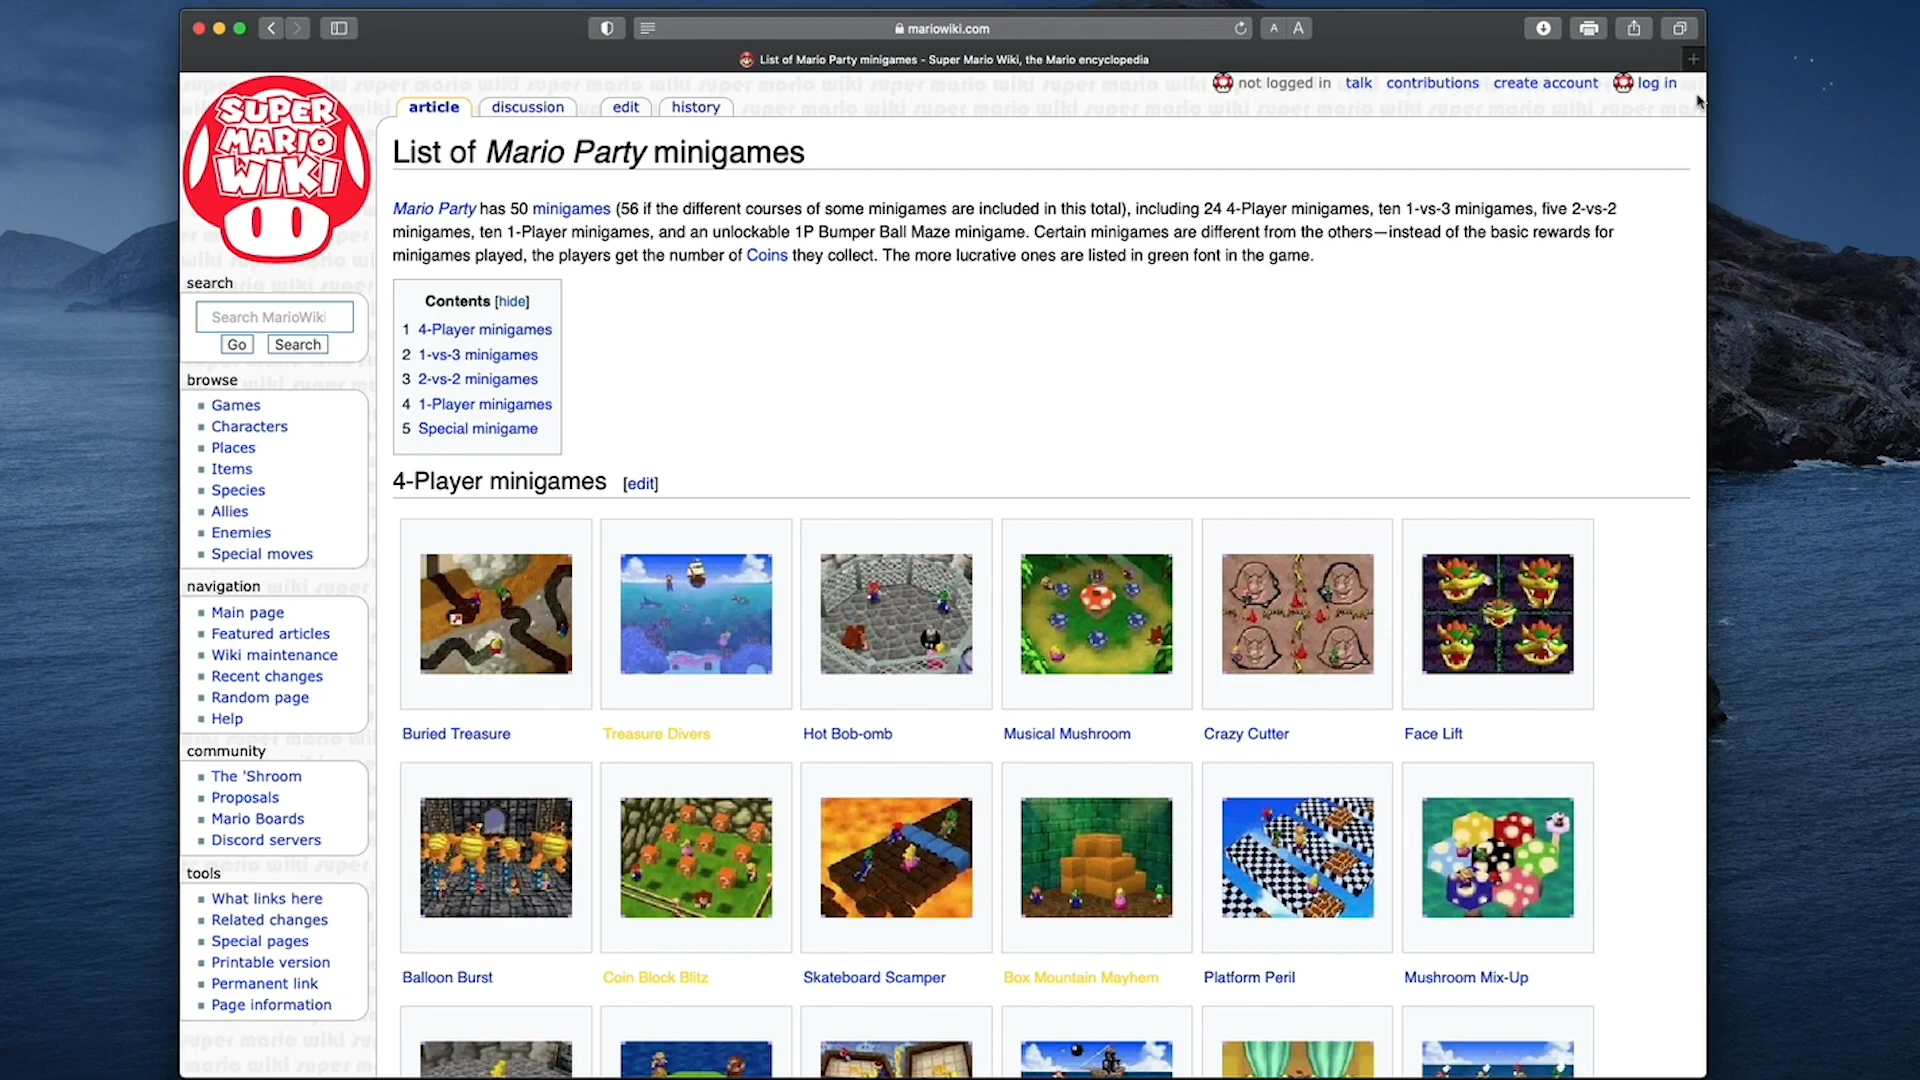 mariowiki.com
A A
List of Mario Party minigames - Super Mario Wiki, the Mario encyclopedia
not logged in talk contributions create account log in
SUPER
MARIO
WIKI
article discussion edit history
List of Mario Party minigames
Mario Party has 50 minigames (56 if the different courses of some minigames are included in this total), including 24 4-Player minigames, ten 1-vs-3 minigames, five 2-vs-2
minigames, ten 1-Player minigames, and an unlockable 1P Bumper Ball Maze minigame. Certain minigames are different from the others—instead of the basic rewards for
minigames played, the players get the number of Coins they collect. The more lucrative ones are listed in green font in the game.
search
Search MarioWiki
Go Search
Contents [hide]
1 4-Player minigames
2 1-vs-3 minigames
3 2-vs-2 minigames
4 1-Player minigames
5 Special minigame
browse
Games
Characters
Places
Items
Species
Allies
Enemies
Special moves
navigation
Main page
Featured articles
Wiki maintenance
Recent changes
Random page
Help
community
The 'Shroom
Proposals
Mario Boards
Discord servers
tools
What links here
Related changes
Special pages
Printable version
Permanent link
Page information
4-Player minigames [edit]
Buried Treasure Treasure Divers Hot Bob-omb Musical Mushroom Crazy Cutter Face Lift
Balloon Burst Coin Block Blitz Skateboard Scamper Box Mountain Mayhem Platform Peril Mushroom Mix-Up